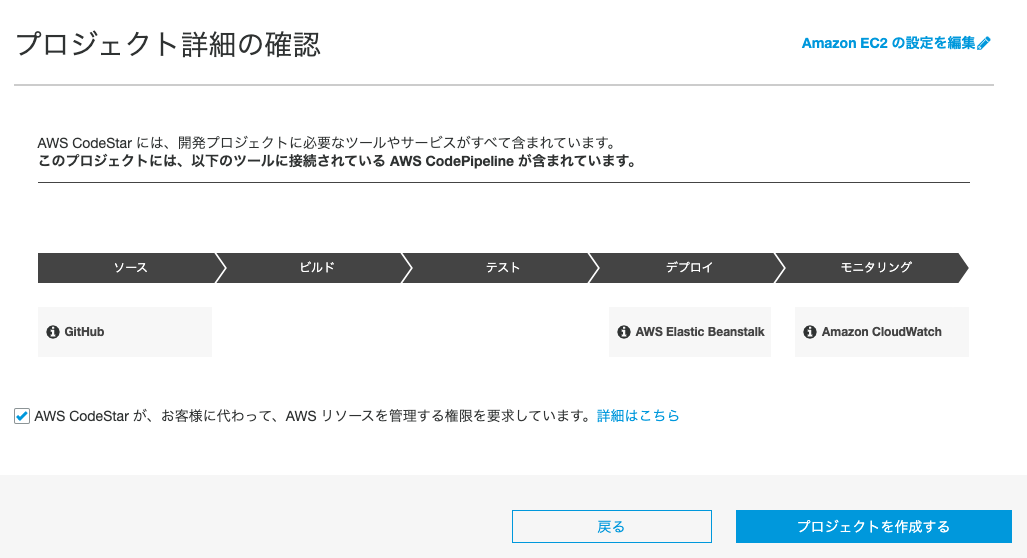 プロジェクト詳細の確認
Amazon EC2 の設定を編集
AWS CodeStar には、開発プロジェクトに必要なツールやサービスがすべて含まれています。
このプロジェクトには、以下のツールに接続されている AWS CodePipeline が含まれています。
ソース
ビルド
テスト
デプロイ
モニタリング
GitHub
AWS Elastic Beanstalk
Amazon CloudWatch
AWS CodeStar が、お客様に代わって、AWS リソースを管理する権限を要求しています。詳細はこちら
戻る
プロジェクトを作成する